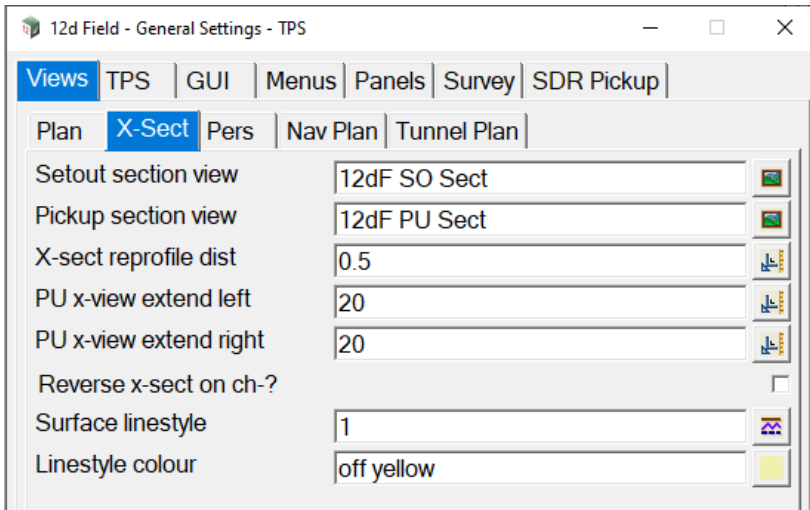 12d Field - General Settings - TPS
Views TPS GUI Menus Panels Survey SDR Pickup
Plan X-Sect Pers Nav Plan Tunnel Plan
Setout section view 12dF SO Sect
Pickup section view 12dF PU Sect
X-sect reprofile dist 0.5
PU x-view extend left 20
PU x-view extend right 20
Reverse x-sect on ch-?
Surface linestyle 1
Linestyle colour off yellow